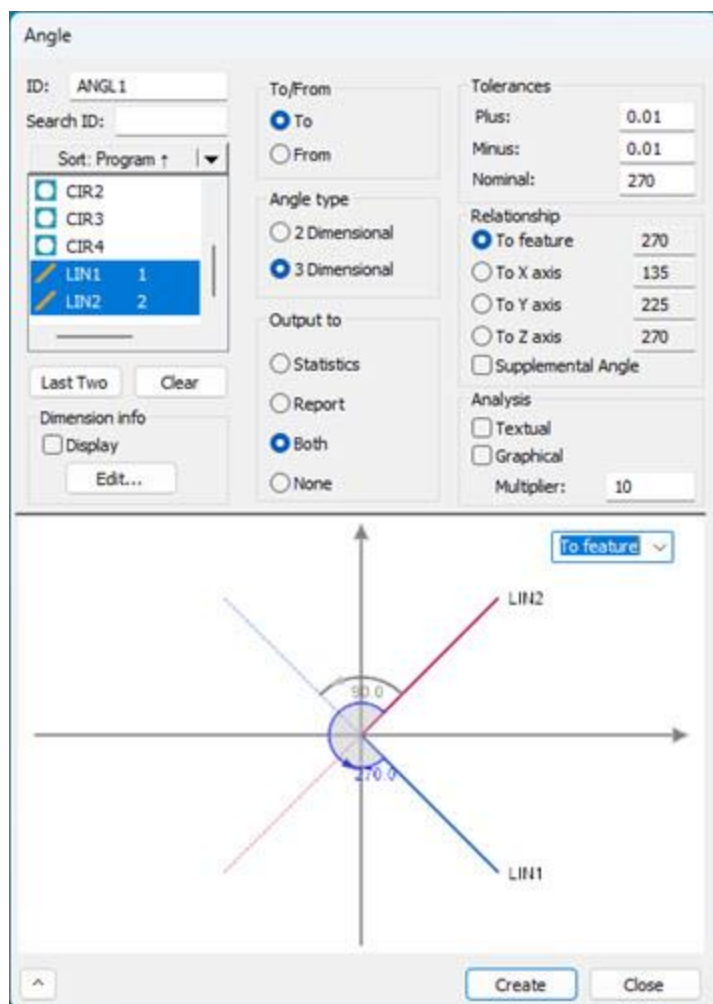 Angle
ID: ANGL1
Search ID:
Sort: Program ↑
CIR2
CIR3
CIR4
LIN1 1
LIN2 2
Last Two
Clear
Dimension info
Display
Edit...
To/From
To
From
Angle type
2 Dimensional
3 Dimensional
Output to
Statistics
Report
Both
None
Tolerances
Plus: 0.01
Minus: 0.01
Nominal: 270
Relationship
To feature 270
To X axis 135
To Y axis 225
To Z axis 270
Supplemental Angle
Analysis
Textual
Graphical
Multiplier: 10
To feature
LIN2
90.0
270.0
LIN1
Create
Close